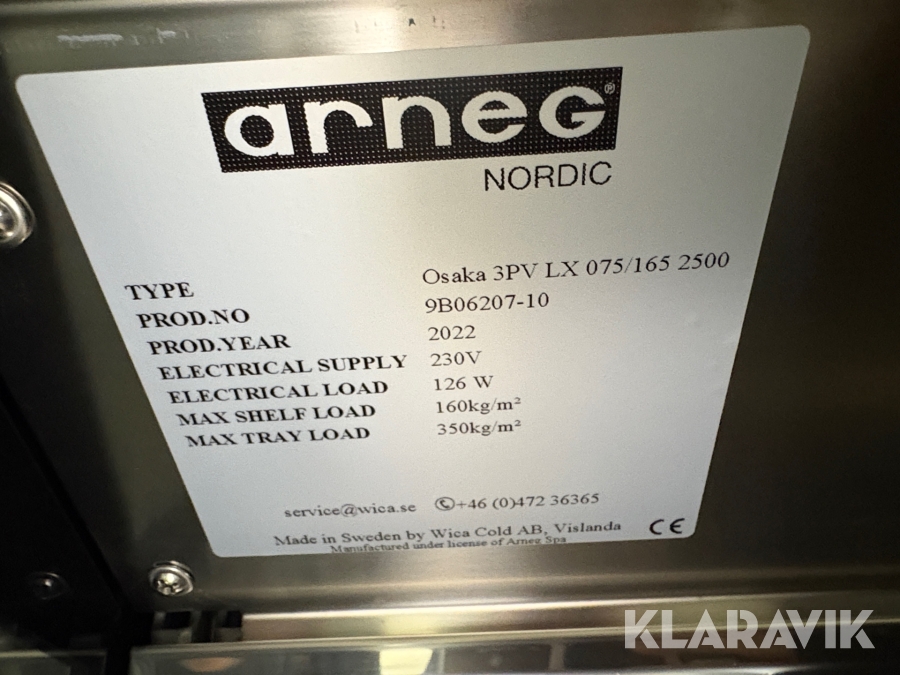 arneg®
NORDIC
TYPE Osaka 3PV LX 075/165 2500
PROD.NO 9B06207-10
PROD.YEAR 2022
ELECTRICAL SUPPLY 230V
ELECTRICAL LOAD 126 W
MAX SHELF LOAD 160kg/m²
MAX TRAY LOAD 350kg/m²
service@wica.se +46 (0)472 36365
Made in Sweden by Wica Cold AB, Vislanda CE
Manufactured under license of Arneg Spa
KLARAVIK